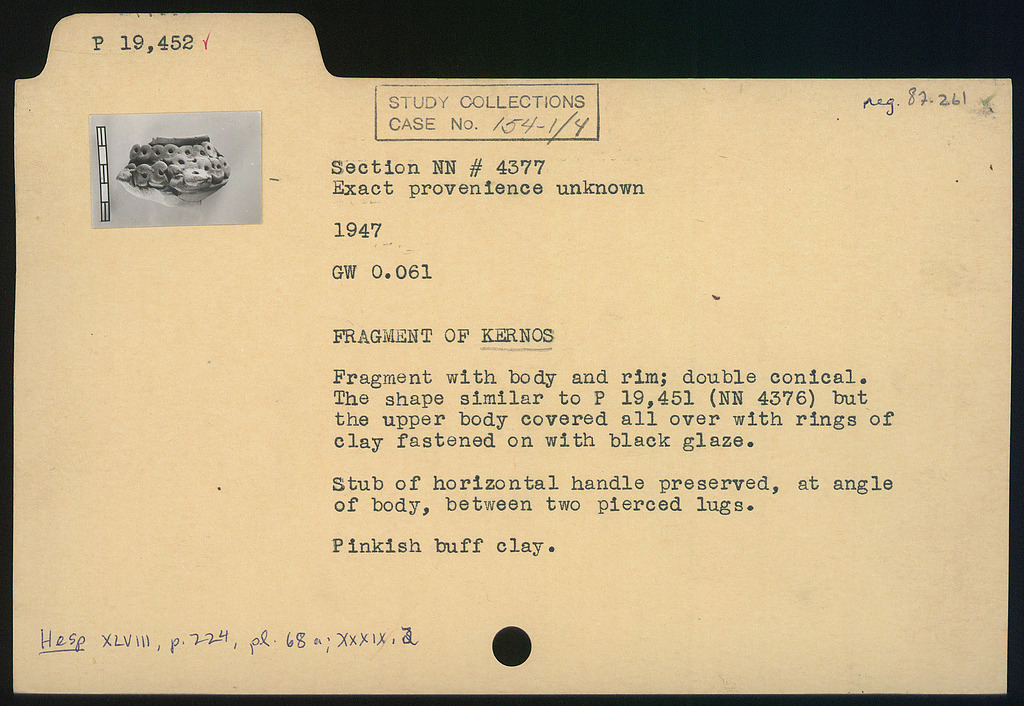 P 19,452 ✓
STUDY COLLECTIONS
CASE No. 154-1/4
neg. 87-261
Section NN # 4377
Exact provenience unknown
1947
GW 0.061
FRAGMENT OF KERNOS
Fragment with body and rim; double conical.
The shape similar to P 19,451 (NN 4376) but
the upper body covered all over with rings of
clay fastened on with black glaze.
Stub of horizontal handle preserved, at angle
of body, between two pierced lugs.
Pinkish buff clay.
Hesp XLVIII, p. 224, pl. 68 a; XXXIX.